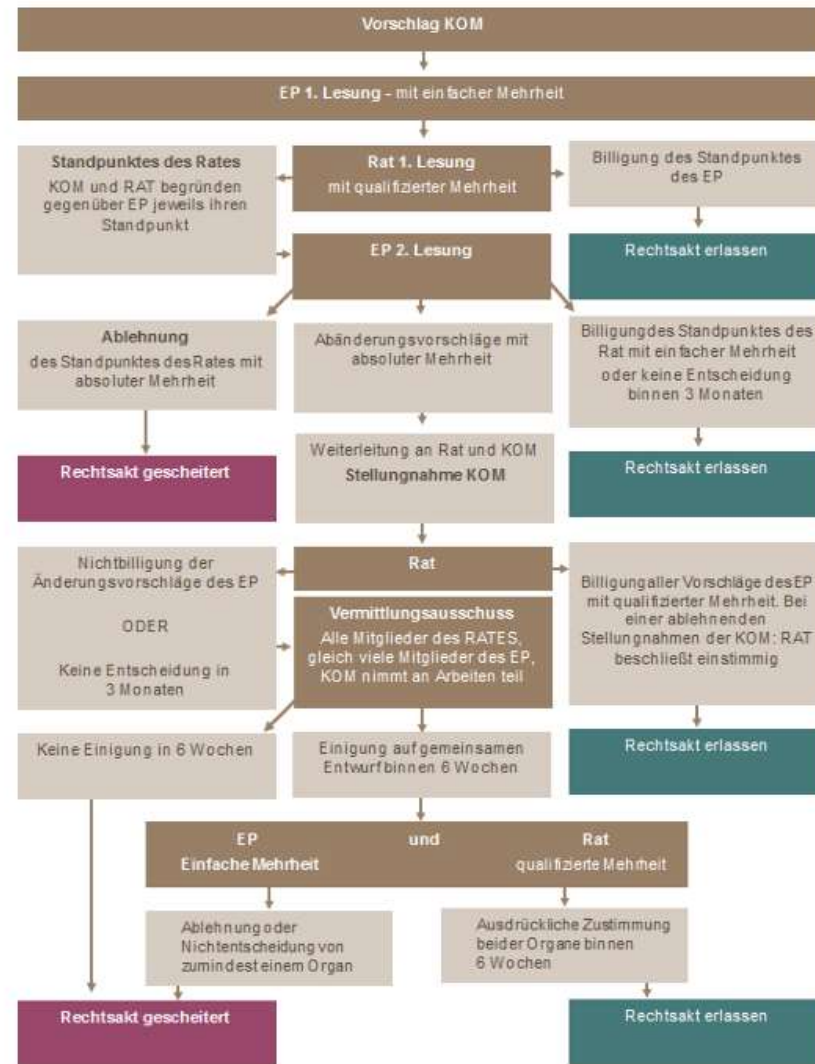 Vorschlag KOM
EP 1. Lesung - mit einfacher Mehrheit
Standpunktes des Rates
KOM und RAT begründen
gegenüber EP jeweils ihren
Standpunkt
Rat 1. Lesung
mit qualifizierter Mehrheit
Billigung des Standpunktes
des EP
EP 2. Lesung
Rechtsakt erlassen
Ablehnung
des Standpunktes des Rates mit
absoluter Mehrheit
Abänderungsvorschläge mit
absoluter Mehrheit
Billigung des Standpunktes des
Rat mit einfacher Mehrheit
oder keine Entscheidung
binnen 3 Monaten
Rechtsakt gescheitert
Weiterleitung an Rat und KOM
Stellungnahme KOM
Rechtsakt erlassen
Nichtbilligung der
Änderungsvorschläge des EP
ODER
Keine Entscheidung in
3 Monaten
Rat
Vermittlungsausschuss
Alle Mitglieder des RATES,
gleich viele Mitglieder des EP,
KOM nimmt an Arbeiten teil
Billigung aller Vorschläge des EP
mit qualifizierter Mehrheit. Bei
einer ablehnenden
Stellungnahmen der KOM: RAT
beschließt einstimmig
Keine Einigung in 6 Wochen
Einigung auf gemeinsamen
Entwurf binnen 6 Wochen
Rechtsakt erlassen
EP und Rat
Einfache Mehrheit qualifizierte Mehrheit
Ablehnung oder
Nichtentscheidung von
zumindest einem Organ
Ausdrückliche Zustimmung
beider Organe binnen
6 Wochen
Rechtsakt gescheitert
Rechtsakt erlassen